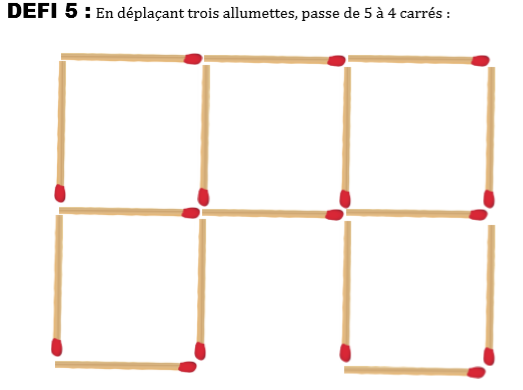 DEFI 5 : En déplaçant trois allumettes, passe de 5 à 4 carrés :